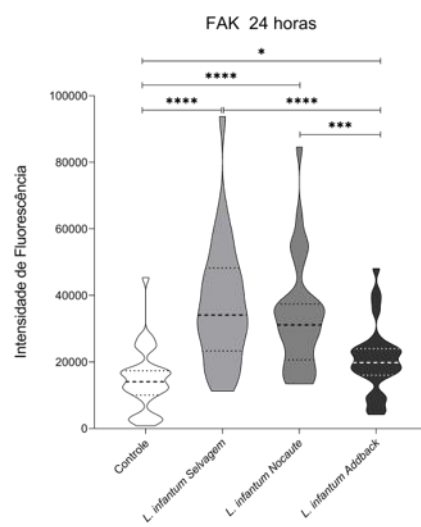 FAK 24 horas
*
****
**** ****
***
100000
80000
60000
40000
20000
0
Intensidade de Fluorescência
Controle
L. infantum Selvagem
L. infantum Nocaute
L. infantum Addback